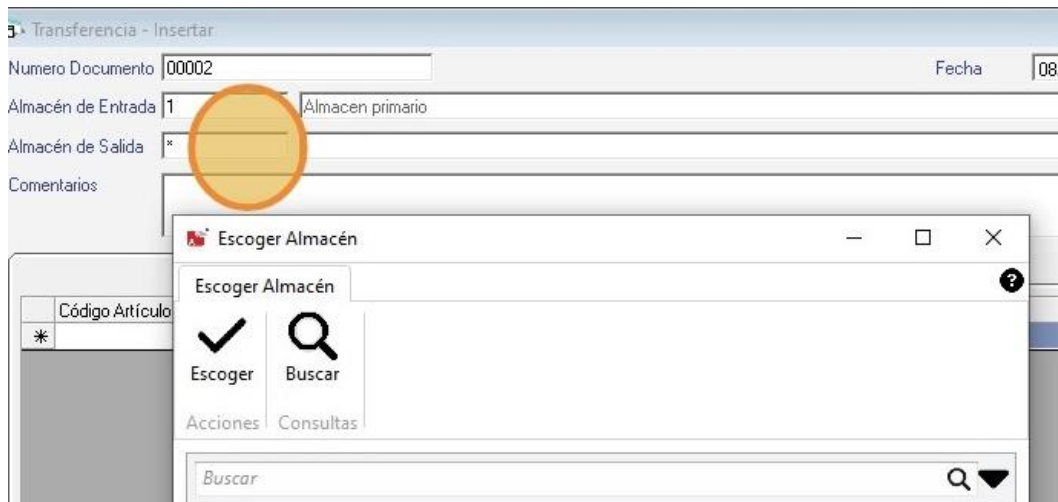 Transferencia - Insertar
Numero Documento 00002 Fecha 08
Almacén de Entrada 1 Almacen primario
Almacén de Salida *
Comentarios
Escoger Almacén
Escoger Almacén
Código Artículo
Escoger Buscar
Acciones Consultas
Buscar